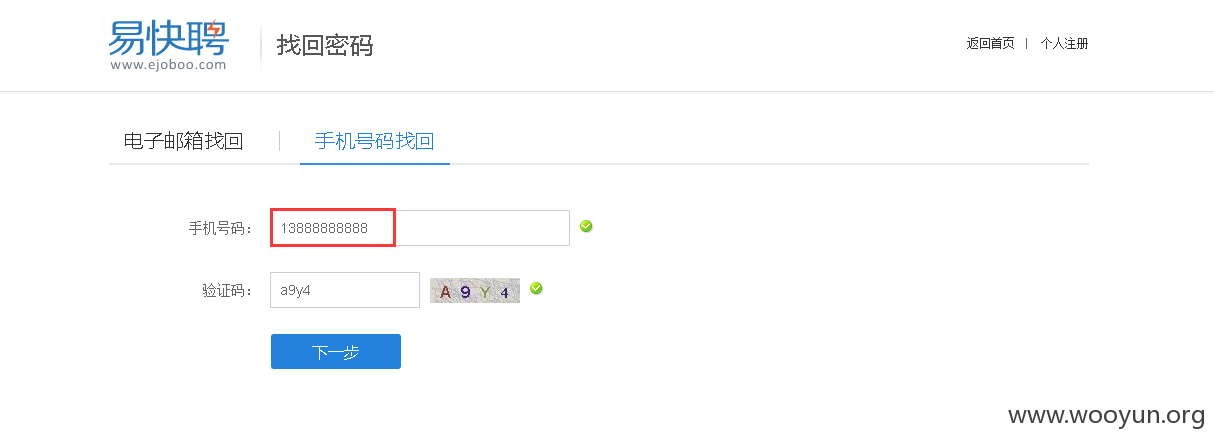 易快聘
www.ejoboo.com
找回密码
返回首页 | 个人注册
电子邮箱找回 | 手机号码找回
手机号码： 13888888888
验证码： a9y4 A9Y4
下一步
www.wooyun.org